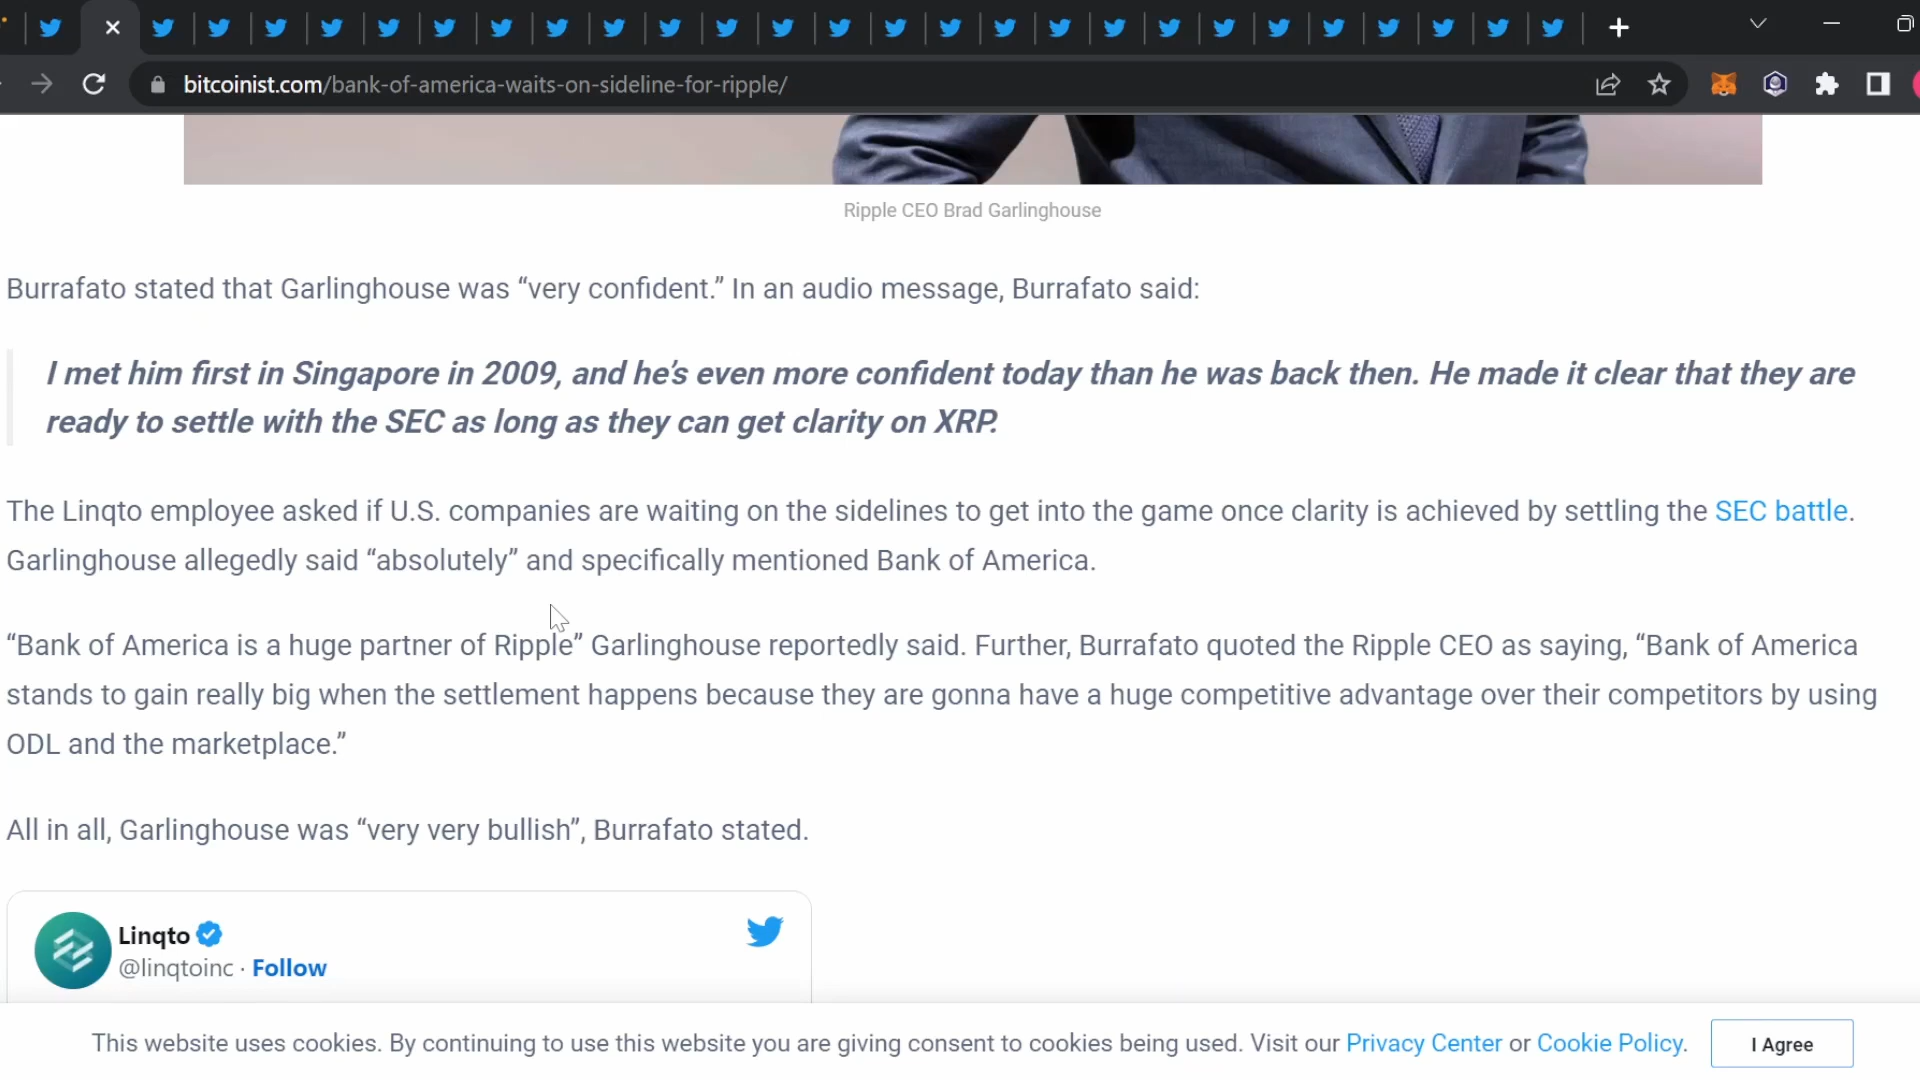 bitcoinist.com/bank-of-america-waits-on-sideline-for-ripple/
Ripple CEO Brad Garlinghouse
Burrafato stated that Garlinghouse was “very confident.” In an audio message, Burrafato said:
I met him first in Singapore in 2009, and he’s even more confident today than he was back then. He made it clear that they are
ready to settle with the SEC as long as they can get clarity on XRP.
The Linqto employee asked if U.S. companies are waiting on the sidelines to get into the game once clarity is achieved by settling the SEC battle.
Garlinghouse allegedly said “absolutely” and specifically mentioned Bank of America.
“Bank of America is a huge partner of Ripple” Garlinghouse reportedly said. Further, Burrafato quoted the Ripple CEO as saying, “Bank of America
stands to gain really big when the settlement happens because they are gonna have a huge competitive advantage over their competitors by using
ODL and the marketplace.”
All in all, Garlinghouse was “very very bullish”, Burrafato stated.
Linqto
@linqtoinc · Follow
This website uses cookies. By continuing to use this website you are giving consent to cookies being used. Visit our Privacy Center or Cookie Policy.
I Agree